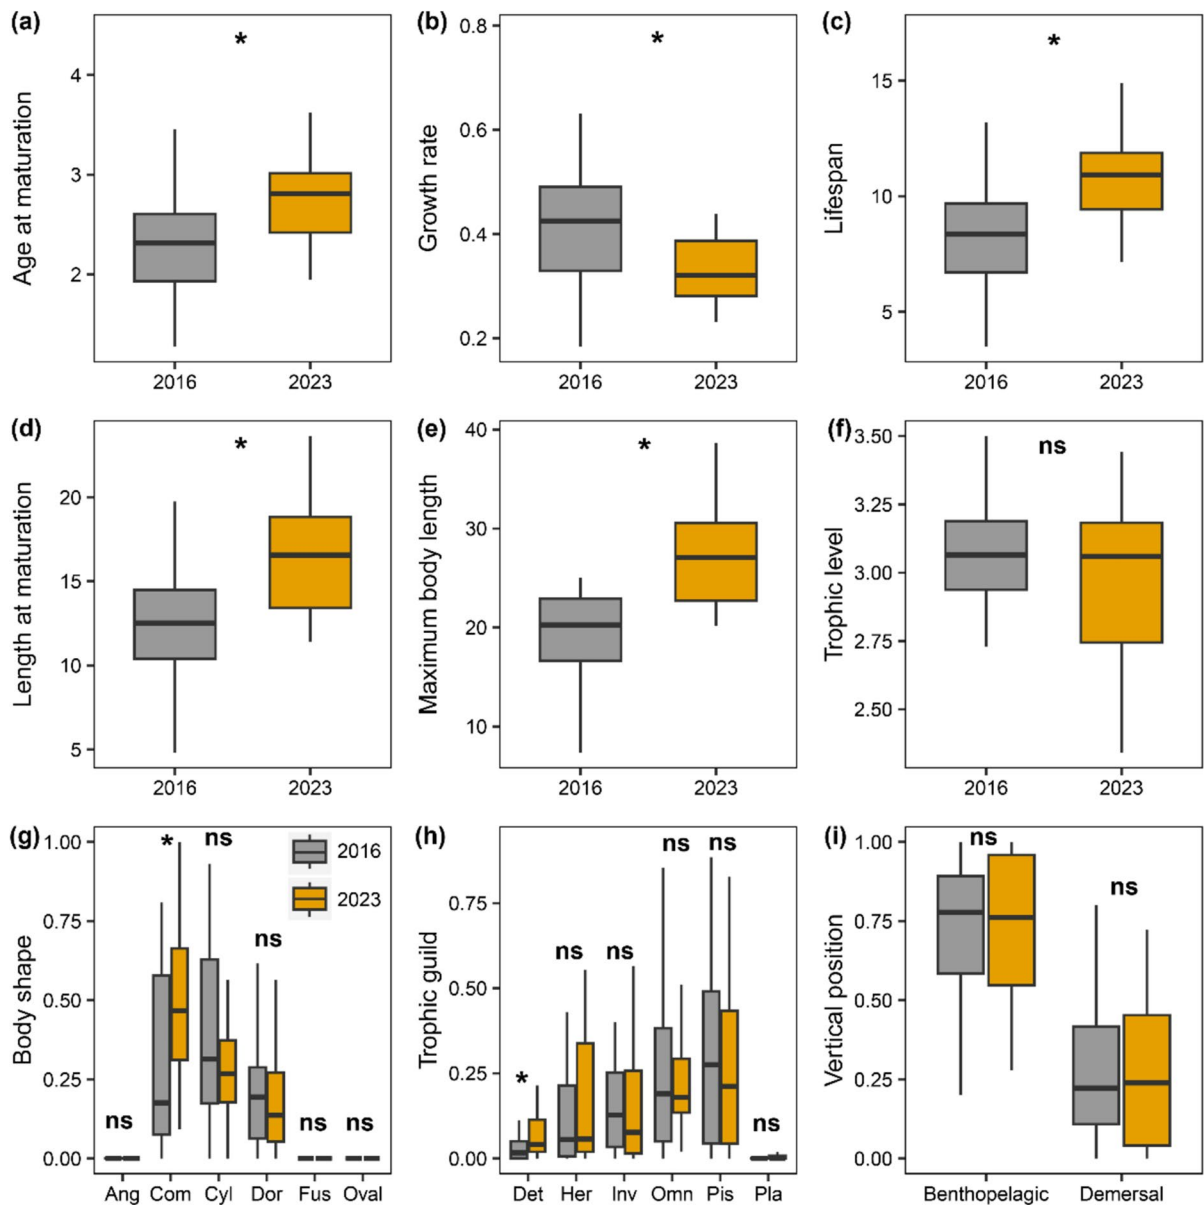 (a)
*
Age at maturation
4
3
2
2016 2023
(b)
*
Growth rate
0.8
0.6
0.4
0.2
2016 2023
(c)
*
Lifespan
15
10
5
2016 2023
(d)
*
Length at maturation
20
15
10
5
2016 2023
(e)
*
Maximum body length
40
30
20
10
2016 2023
(f)
ns
Trophic level
3.50
3.25
3.00
2.75
2.50
2016 2023
(g)
Body shape
1.00
0.75
0.50
0.25
0.00
ns * ns ns ns ns
2016
2023
Ang Com Cyl Dor Fus Oval
(h)
Trophic guild
0.75
0.50
0.25
0.00
* ns ns ns ns ns
Det Her Inv Omn Pis Pla
(i)
Vertical position
1.00
0.75
0.50
0.25
0.00
ns ns
Benthopelagic Demersal